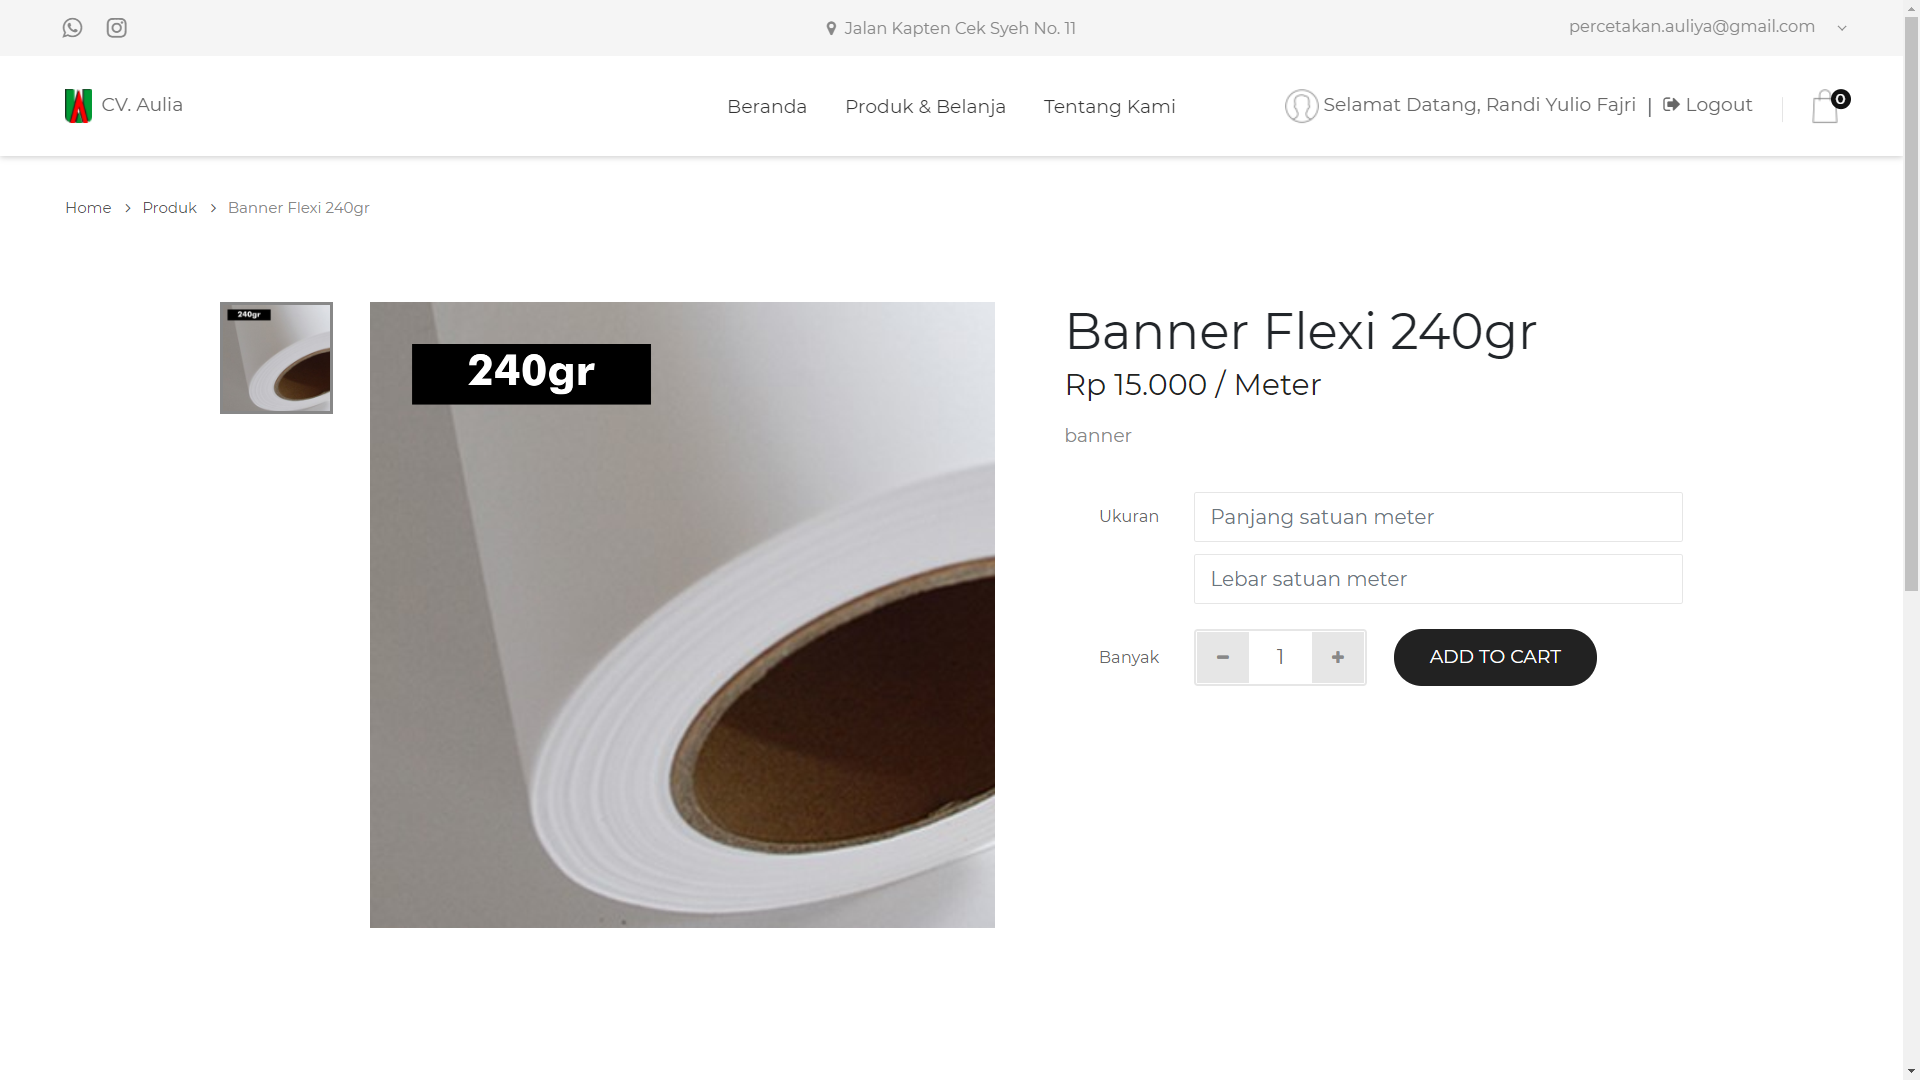 Jalan Kapten Cek Syeh No. 11
percetakan.auliya@gmail.com
CV. Aulia
Beranda
Produk & Belanja
Tentang Kami
Selamat Datang, Randi Yulio Fajri | Logout
0
Home > Produk > Banner Flexi 240gr
240gr
240gr
Banner Flexi 240gr
Rp 15.000 / Meter
banner
Ukuran
Panjang satuan meter
Lebar satuan meter
Banyak
1
ADD TO CART